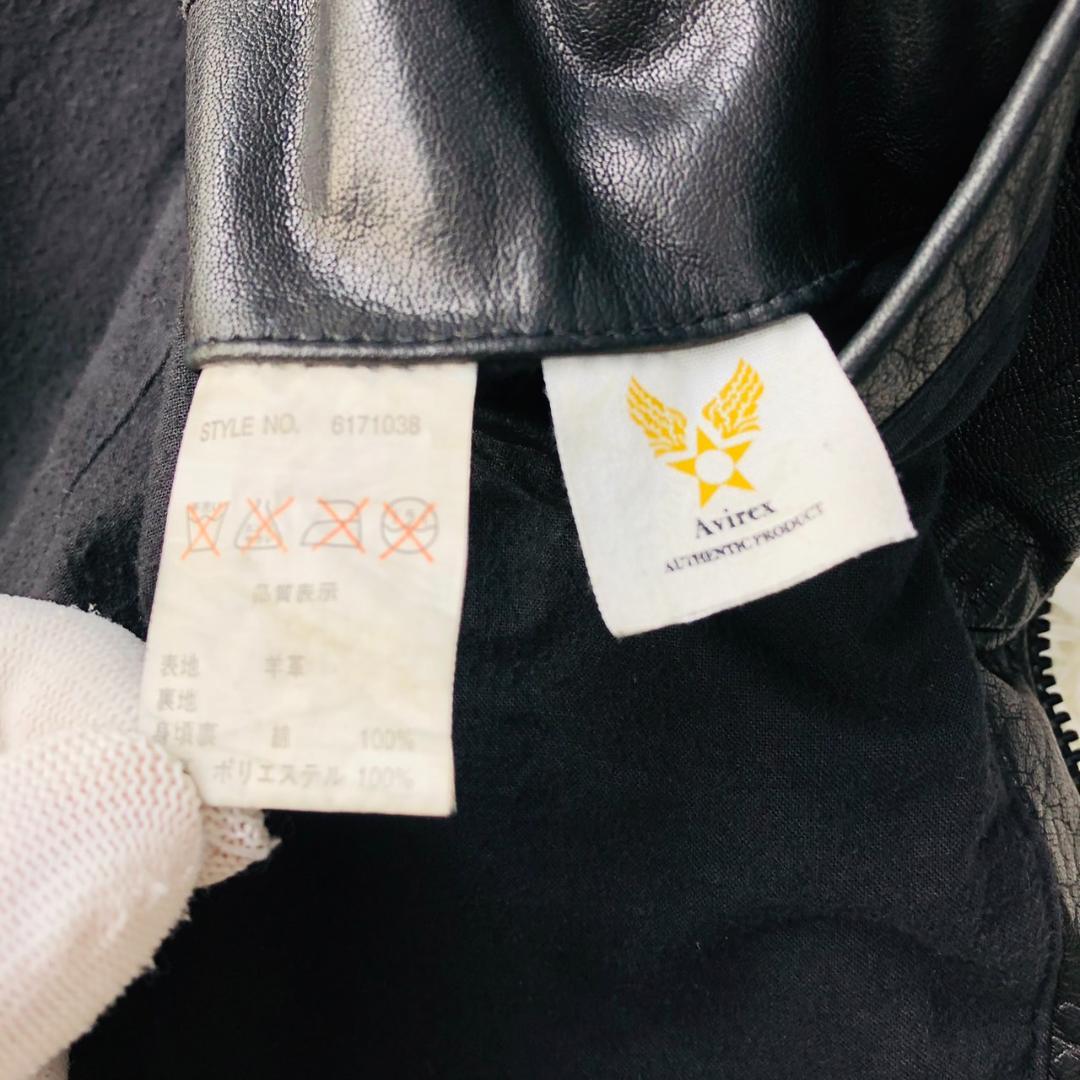 STYLE NO. 6171038
品質表示
表地 羊革
裏地
身頃裏 綿 100%
ポリエステル 100%
Avirex
AUTHENTIC PRODUCT